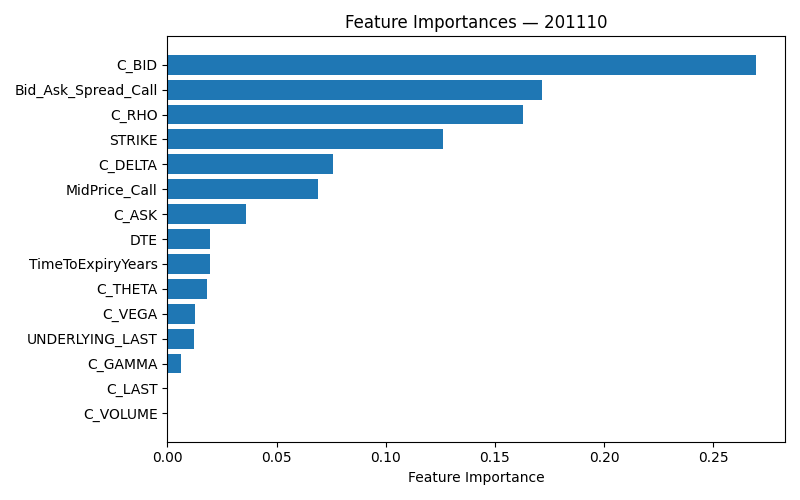 Feature Importances — 201110
C_BID
Bid_Ask_Spread_Call
C_RHO
STRIKE
C_DELTA
MidPrice_Call
C_ASK
DTE
TimeToExpiryYears
C_THETA
C_VEGA
UNDERLYING_LAST
C_GAMMA
C_LAST
C_VOLUME
0.00 0.05 0.10 0.15 0.20 0.25
Feature Importance